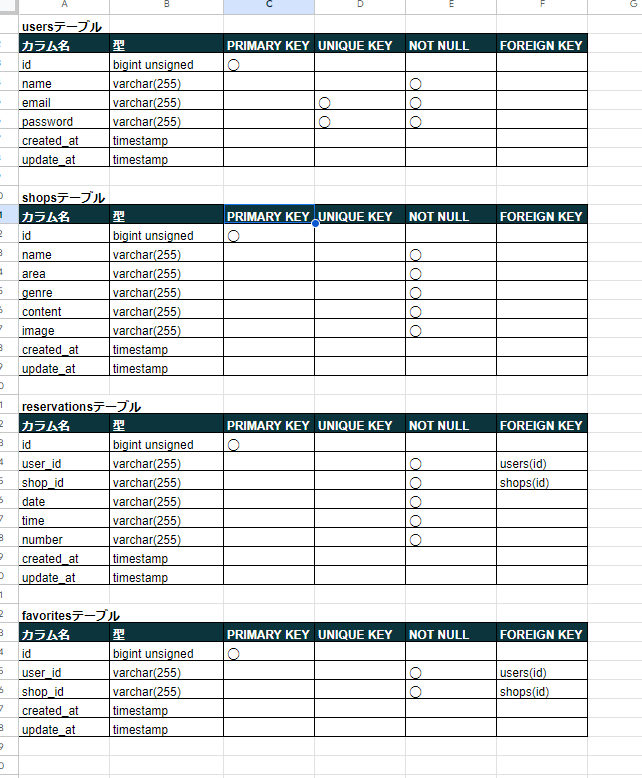 A B C D E F G
usersテーブル
カラム名 型 PRIMARY KEY UNIQUE KEY NOT NULL FOREIGN KEY
id bigint unsigned ○
name varchar(255) ○
email varchar(255) ○ ○
password varchar(255) ○ ○
created_at timestamp
update_at timestamp
shopsテーブル
カラム名 型 PRIMARY KEY UNIQUE KEY NOT NULL FOREIGN KEY
id bigint unsigned ○
name varchar(255) ○
area varchar(255) ○
genre varchar(255) ○
content varchar(255) ○
image varchar(255) ○
created_at timestamp
update_at timestamp
reservationsテーブル
カラム名 型 PRIMARY KEY UNIQUE KEY NOT NULL FOREIGN KEY
id bigint unsigned ○
user_id varchar(255) ○ users(id)
shop_id varchar(255) ○ shops(id)
date varchar(255) ○
time varchar(255) ○
number varchar(255) ○
created_at timestamp
update_at timestamp
favoritesテーブル
カラム名 型 PRIMARY KEY UNIQUE KEY NOT NULL FOREIGN KEY
id bigint unsigned ○
user_id varchar(255) ○ users(id)
shop_id varchar(255) ○ shops(id)
created_at timestamp
update_at timestamp